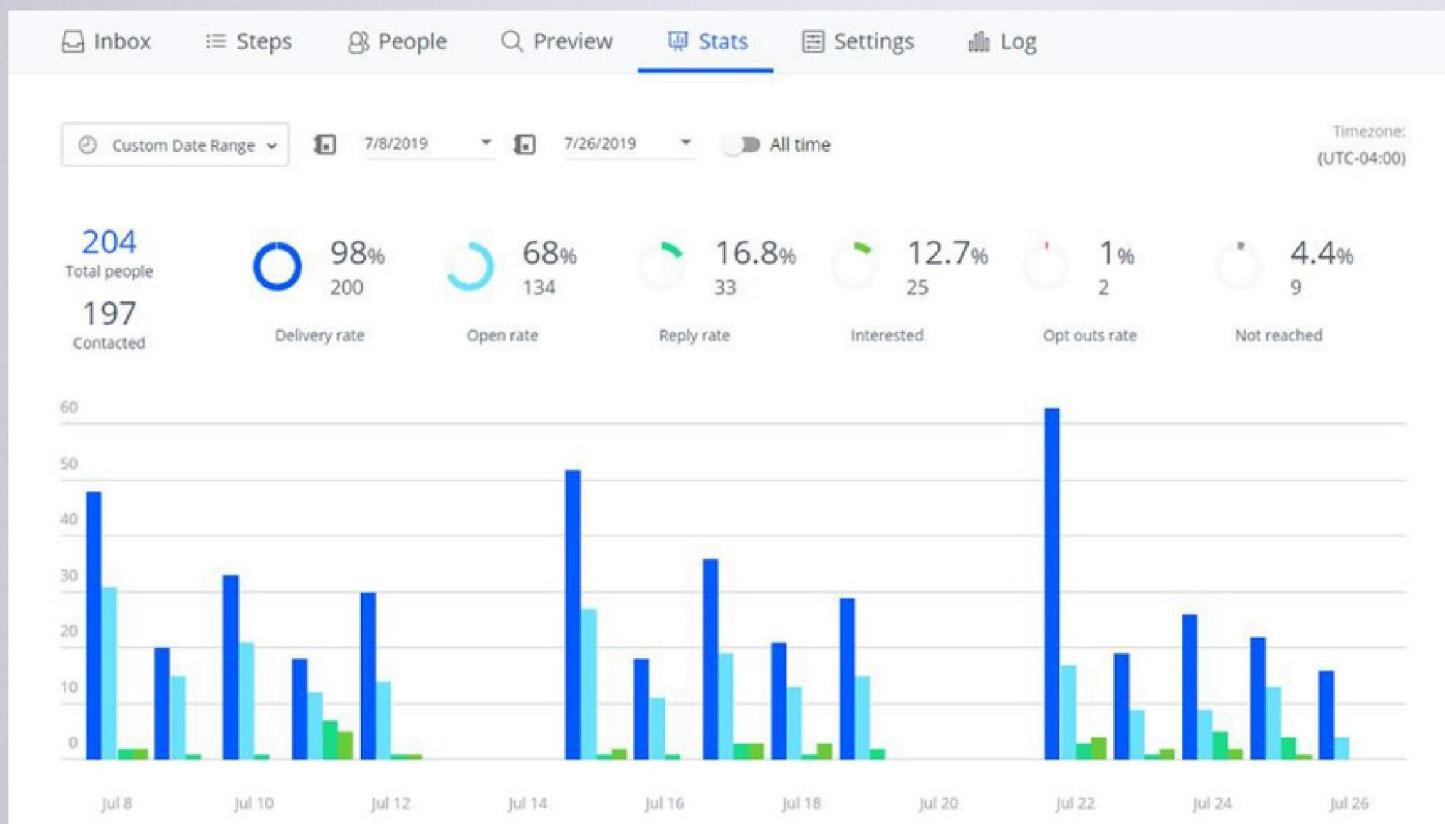 Inbox Steps People Preview Stats Settings Log
Custom Date Range 7/8/2019 7/26/2019 All time
Timezone:
(UTC-04:00)
204
Total people
197
Contacted
98%
200
Delivery rate
68%
134
Open rate
16.8%
33
Reply rate
12.7%
25
Interested
1%
2
Opt outs rate
4.4%
9
Not reached
60
50
40
30
20
10
0
Jul 8 Jul 10 Jul 12 Jul 14 Jul 16 Jul 18 Jul 20 Jul 22 Jul 24 Jul 26